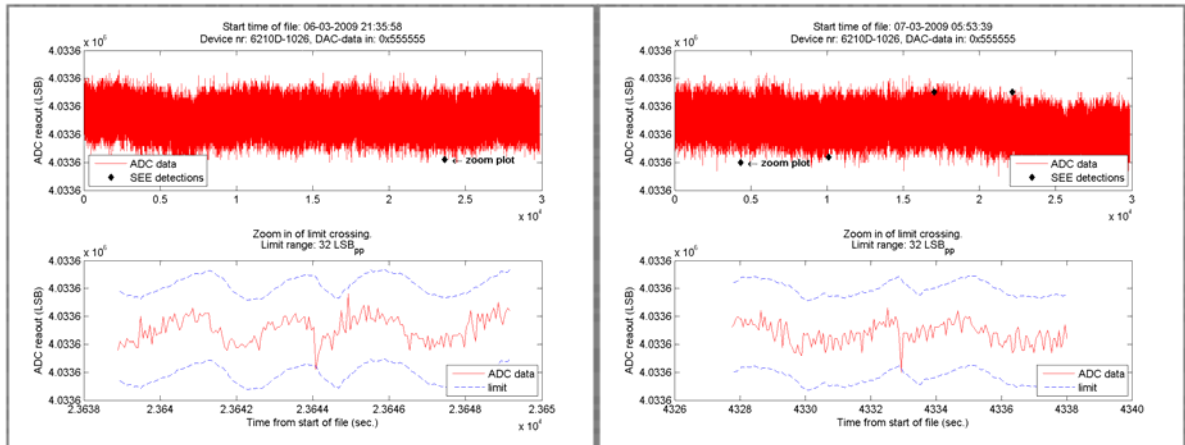 Start time of file: 06-03-2009 21:35:58
Device nr: 6210D-1026, DAC-data in: 0x555555
x 10^6
4.0336
4.0336
4.0336
4.0336
4.0336
4.0336
ADC reaout (LSB)
← zoom plot
ADC data
SEE detections
0 0.5 1 1.5 2 2.5 3
x 10^4
Zoom in of limit crossing.
Limit range: 32 LSB_pp
x 10^6
4.0336
4.0336
4.0336
4.0336
4.0336
4.0336
ADC reaout (LSB)
ADC data
limit
2.3638 2.364 2.3642 2.3644 2.3646 2.3648 2.365
Time from start of file (sec.)
x 10^4
Start time of file: 07-03-2009 05:53:39
Device nr: 6210D-1026, DAC-data in: 0x555555
x 10^6
4.0336
4.0336
4.0336
4.0336
4.0336
4.0336
ADC reaout (LSB)
← zoom plot
ADC data
SEE detections
0 0.5 1 1.5 2 2.5 3
x 10^4
Zoom in of limit crossing.
Limit range: 32 LSB_pp
x 10^6
4.0336
4.0336
4.0336
4.0336
4.0336
4.0336
ADC reaout (LSB)
ADC data
limit
4326 4328 4330 4332 4334 4336 4338 4340
Time from start of file (sec.)